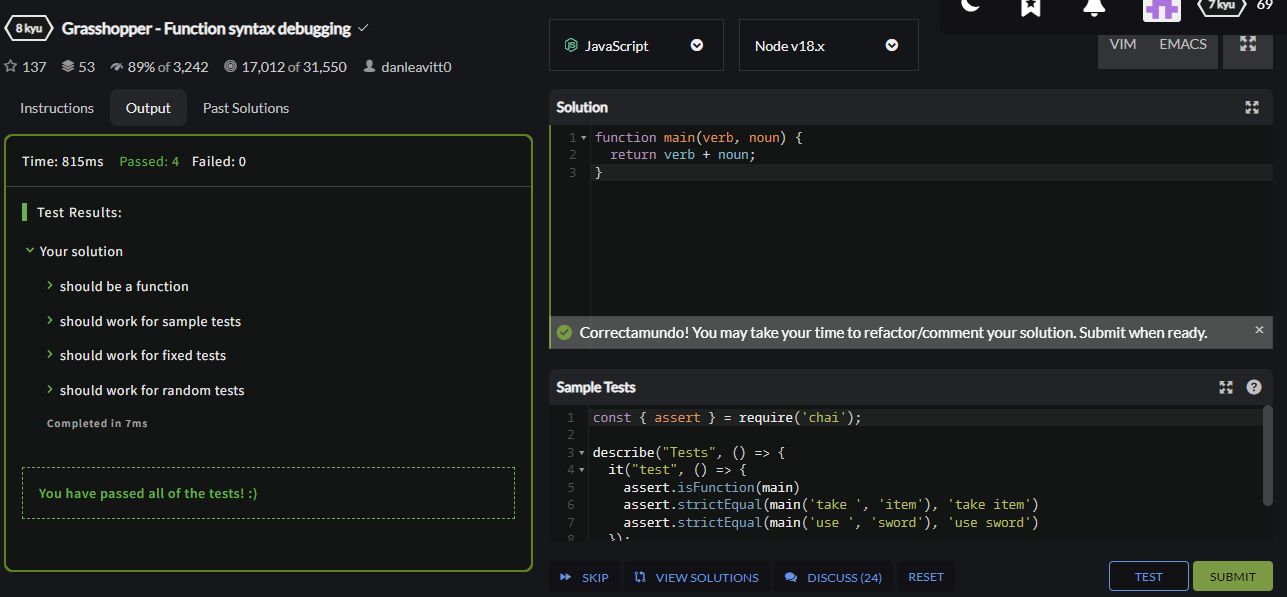 8 kyu Grasshopper - Function syntax debugging
137 53 89% of 3,242 17,012 of 31,550 danleavitt0
Instructions Output Past Solutions
Time: 815ms Passed: 4 Failed: 0
Test Results:
Your solution
should be a function
should work for sample tests
should work for fixed tests
should work for random tests
Completed in 7ms
You have passed all of the tests! :)
7 kyu 69
JavaScript Node v18.x VIM EMACS
Solution
1 function main(verb, noun) {
2 return verb + noun;
3 }
Correctamundo! You may take your time to refactor/comment your solution. Submit when ready.
Sample Tests
1 const { assert } = require('chai');
2
3 describe("Tests", () => {
4 it("test", () => {
5 assert.isFunction(main)
6 assert.strictEqual(main('take ', 'item'), 'take item')
7 assert.strictEqual(main('use ', 'sword'), 'use sword')
8 });
SKIP VIEW SOLUTIONS DISCUSS (24) RESET TEST SUBMIT